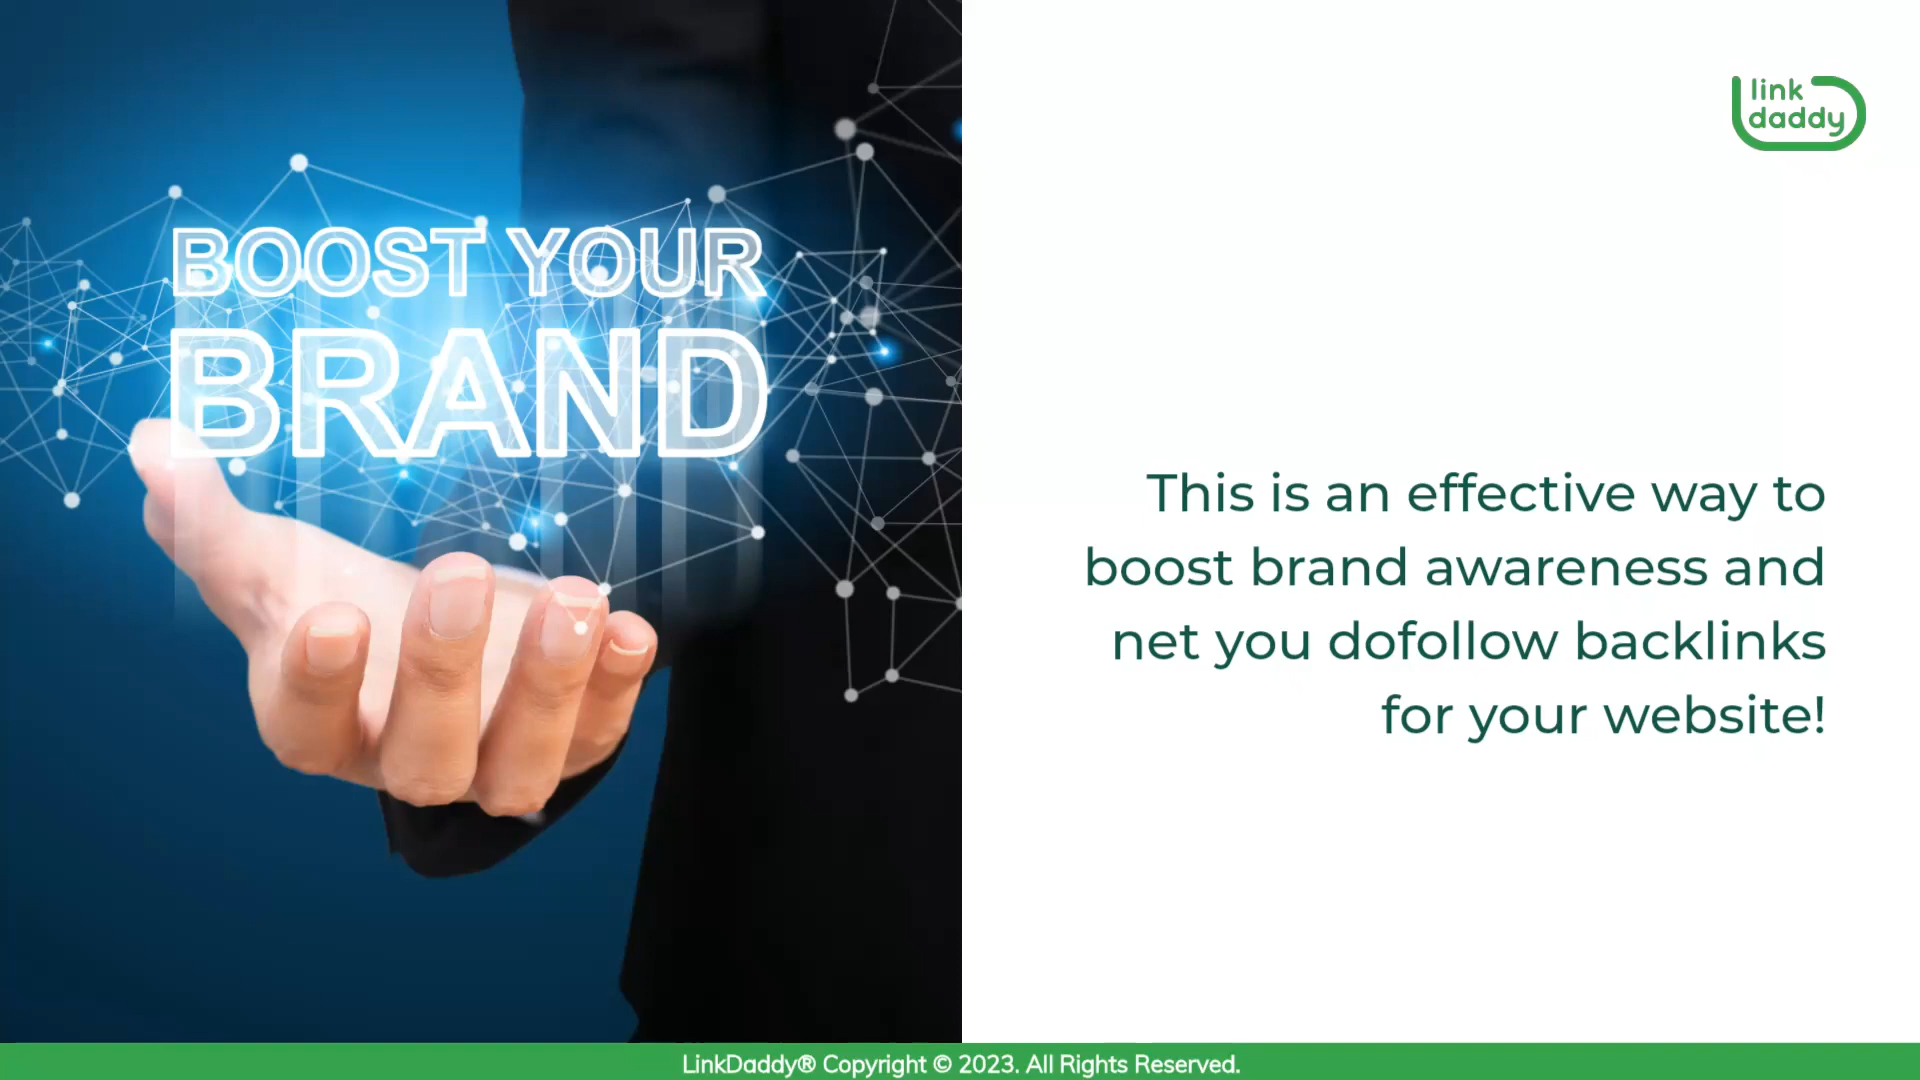 BOOST YOUR
BRAND
link
daddy
This is an effective way to
boost brand awareness and
net you dofollow backlinks
for your website!
LinkDaddy® Copyright © 2023. All Rights Reserved.